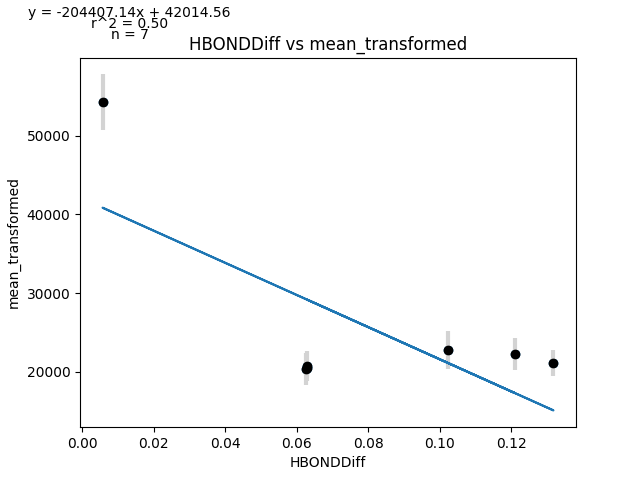 y = -204407.14x + 42014.56
r^2 = 0.50
n = 7
HBONDDiff vs mean_transformed
50000
40000
30000
20000
mean_transformed
0.00 0.02 0.04 0.06 0.08 0.10 0.12
HBONDDiff